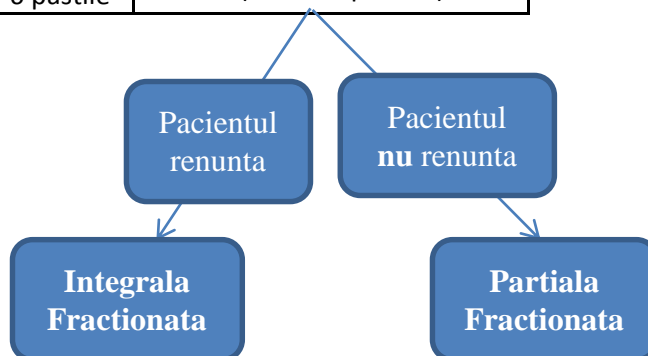 pastile
Pacientul
renunta
Pacientul
nu renunta
Integrala
Fractionata
Partiala
Fractionata